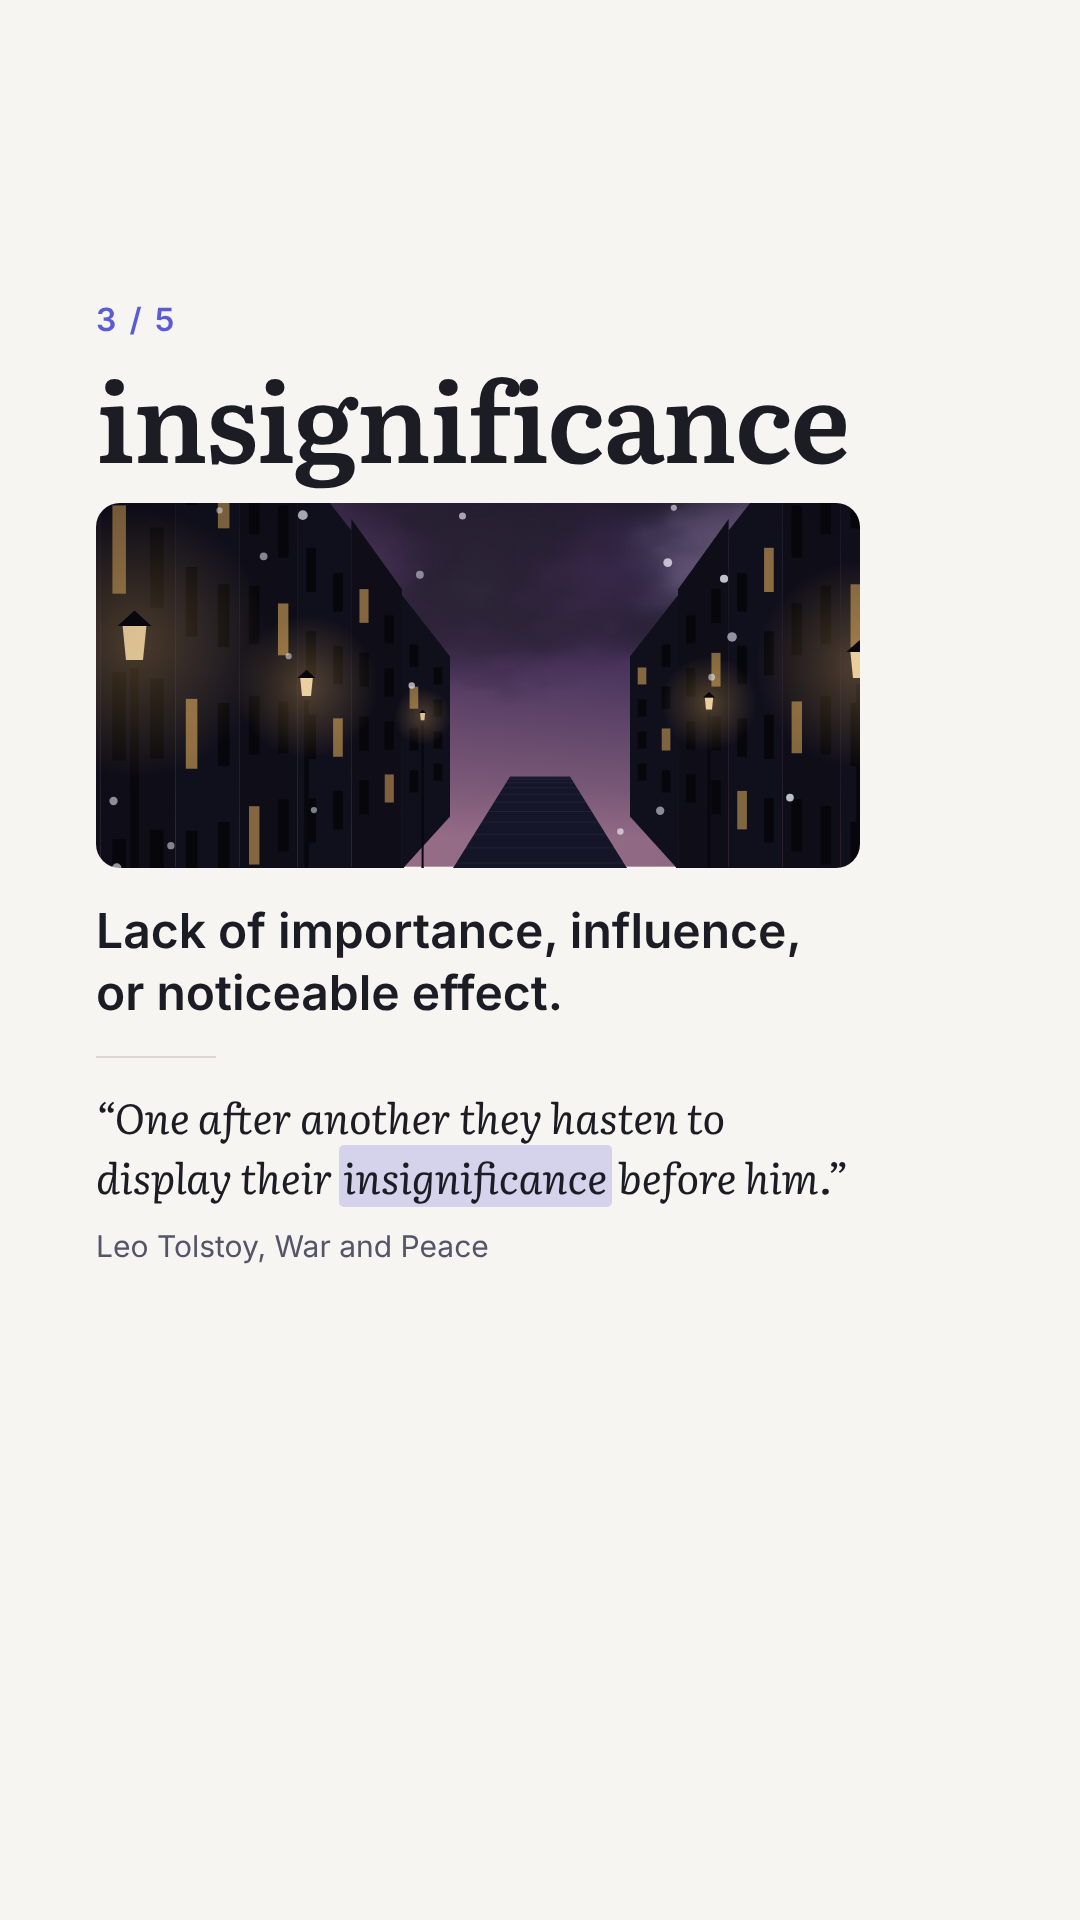 3 / 5
insignificance
Lack of importance, influence,
or noticeable effect.
“One after another they hasten to
display their insignificance before him.”
Leo Tolstoy, War and Peace